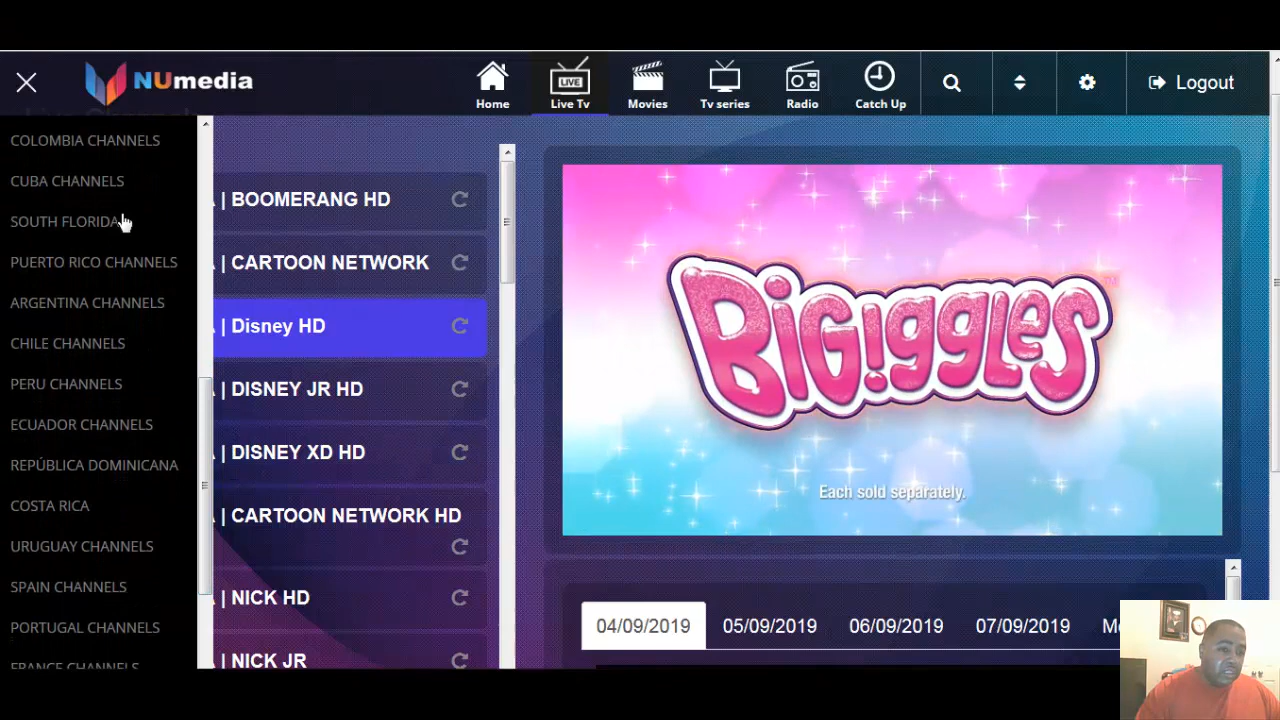 NUmedia
Home
Live Tv
Movies
Tv series
Radio
Catch Up
Logout
COLOMBIA CHANNELS
CUBA CHANNELS
SOUTH FLORIDA
PUERTO RICO CHANNELS
ARGENTINA CHANNELS
CHILE CHANNELS
PERU CHANNELS
ECUADOR CHANNELS
REPÚBLICA DOMINICANA
COSTA RICA
URUGUAY CHANNELS
SPAIN CHANNELS
PORTUGAL CHANNELS
FRANCE CHANNELS
| BOOMERANG HD
| CARTOON NETWORK
| Disney HD
| DISNEY JR HD
| DISNEY XD HD
| CARTOON NETWORK HD
| NICK HD
| NICK JR
BIGiggles
Each sold separately.
04/09/2019
05/09/2019
06/09/2019
07/09/2019